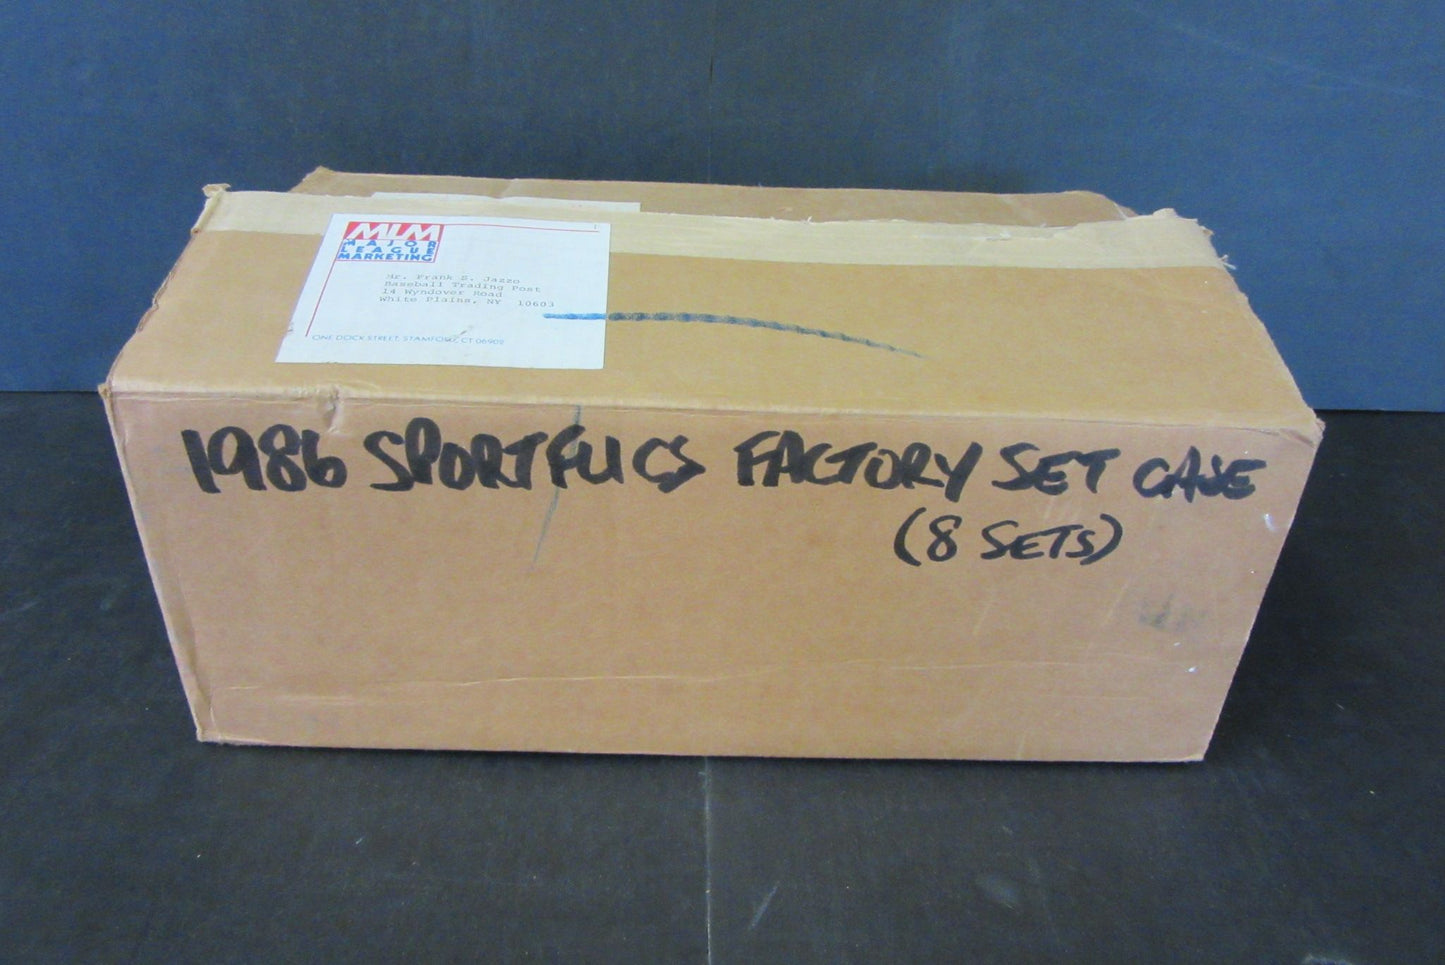 MLM
MAJOR
LEAGUE
MARKETING
Mr. Frank S. Jazzo
Baseball Trading Post
14 Wyndover Road
White Plains, NY 10603
ONE DOCK STREET, STAMFORD, CT 06902
1986 SPORTFLICS FACTORY SET CASE
(8 SETS)